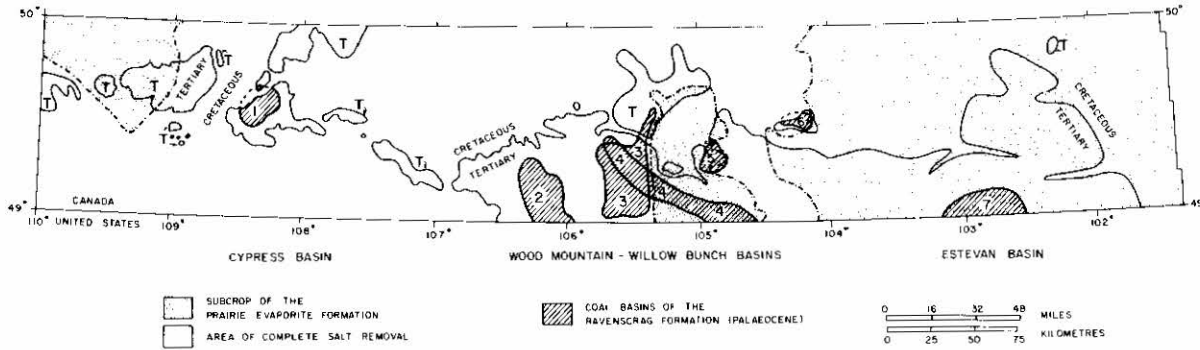 50°
50°
T
T
T
T
T
T
T
TERTIARY
CRETACEOUS
1
T
T
CRETACEOUS
TERTIARY
T
4
3
2
3
4
4
7
T
CRETACEOUS
TERTIARY
CANADA
49°
49°
110° UNITED STATES
109°
108°
107°
106°
105°
104°
103°
102°
CYPRESS BASIN
WOOD MOUNTAIN - WILLOW BUNCH BASINS
ESTEVAN BASIN
SUBCROP OF THE
PRAIRIE EVAPORITE FORMATION
AREA OF COMPLETE SALT REMOVAL
COAL BASINS OF THE
RAVENSCRAG FORMATION (PALAEOCENE)
0 16 32 48 MILES
0 25 50 75 KILOMETRES